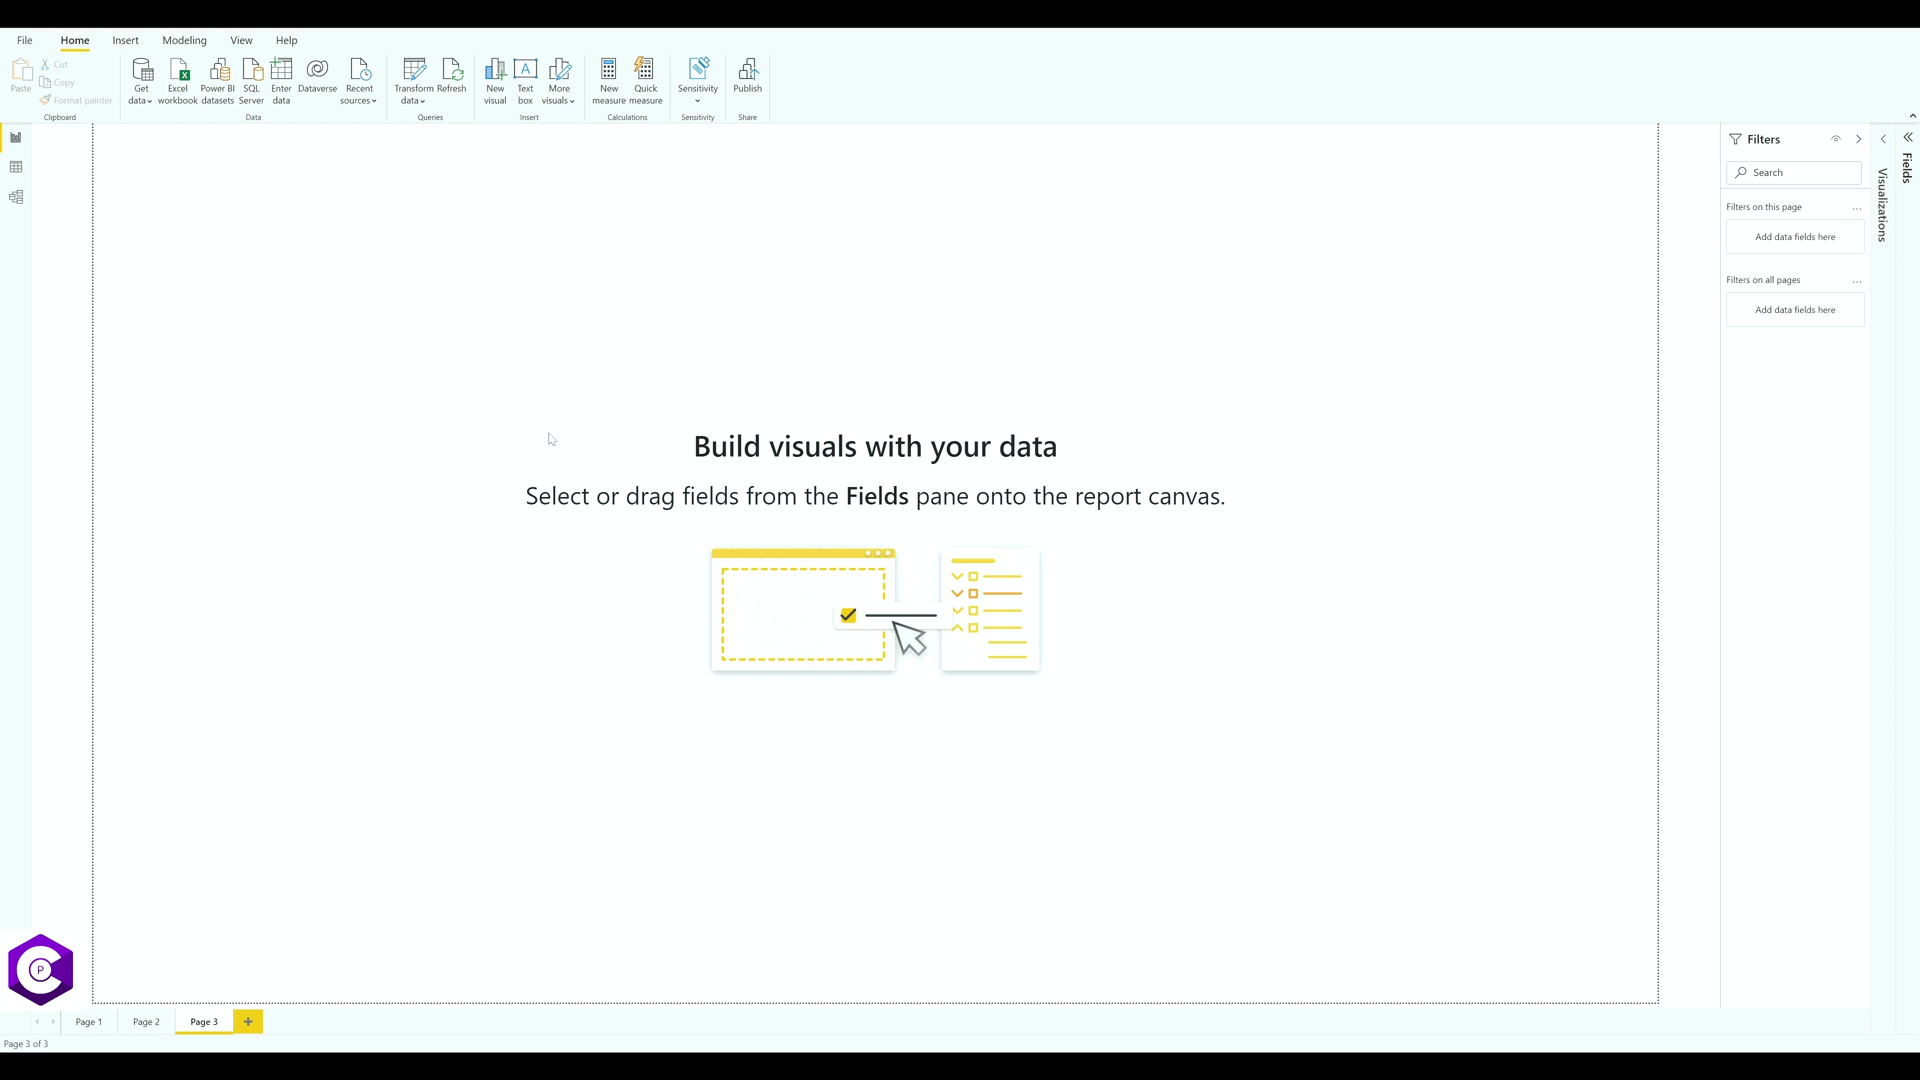 File Home Insert Modeling View Help
Paste
Cut
Copy
Format painter
Clipboard
Get data
Excel workbook
Power BI datasets
SQL Server
Enter data
Dataverse
Recent sources
Data
Transform data
Refresh
Queries
New visual
A
Text box
More visuals
Insert
New measure
Quick measure
Calculations
Sensitivity
Sensitivity
Publish
Share
Filters
Search
Filters on this page
...
Add data fields here
Filters on all pages
...
Add data fields here
Visualizations
Fields
Build visuals with your data
Select or drag fields from the Fields pane onto the report canvas.
C P
Page 1 Page 2 Page 3 +
Page 3 of 3